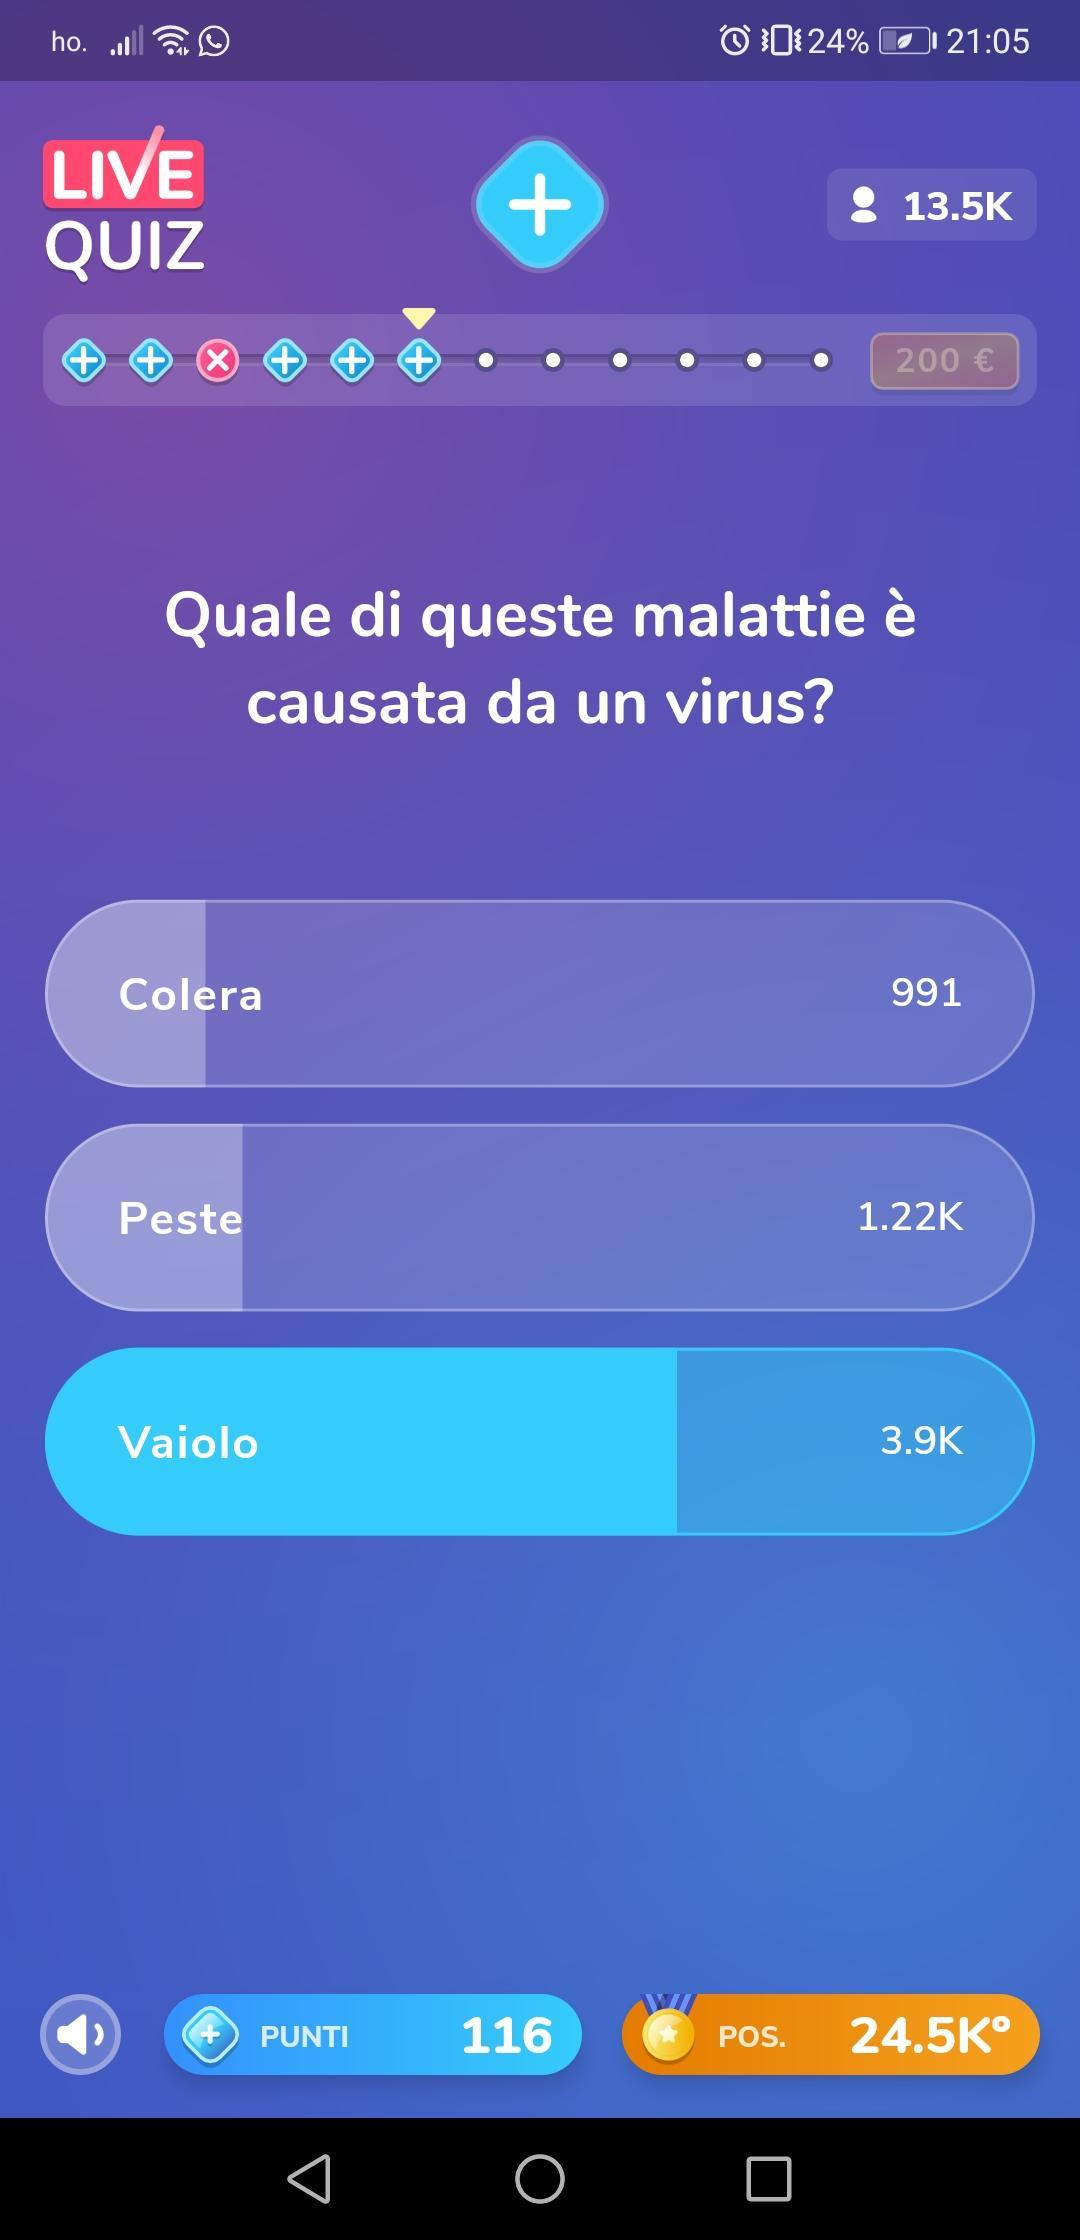 ho.
24%
21:05
LIVE
QUIZ
13.5K
200 €
Quale di queste malattie è
causata da un virus?
Colera
991
Peste
1.22K
Vaiolo
3.9K
PUNTI
116
POS.
24.5K°